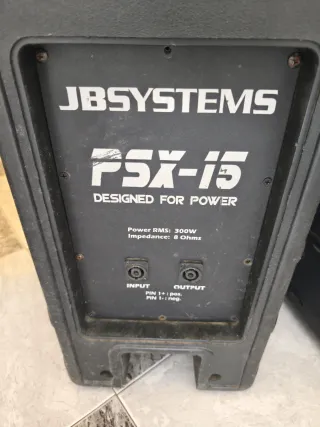 JBSYSTEMS
PSX-15
DESIGNED FOR POWER
Power RMS: 300W
Impedance: 8 Ohms
INPUT OUTPUT
PIN 1+: pos.
PIN 1-: neg.